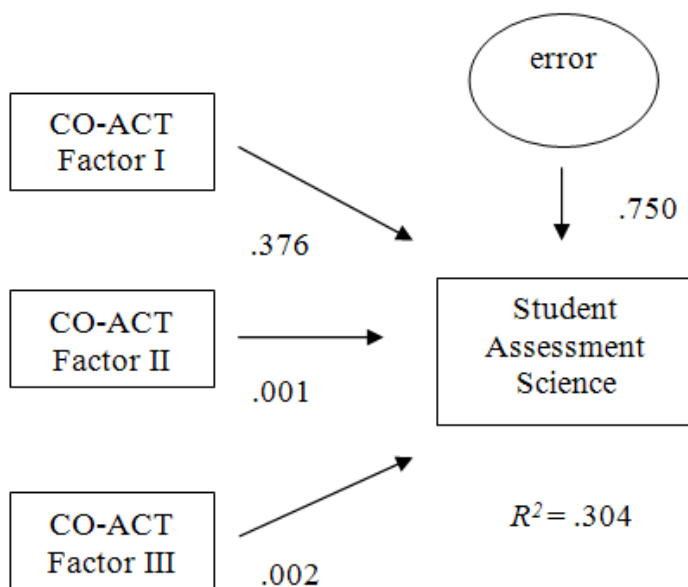 error
CO-ACT
Factor I
.750
.376
CO-ACT
Factor II
Student
Assessment
Science
.001
CO-ACT
Factor III
R² = .304
.002